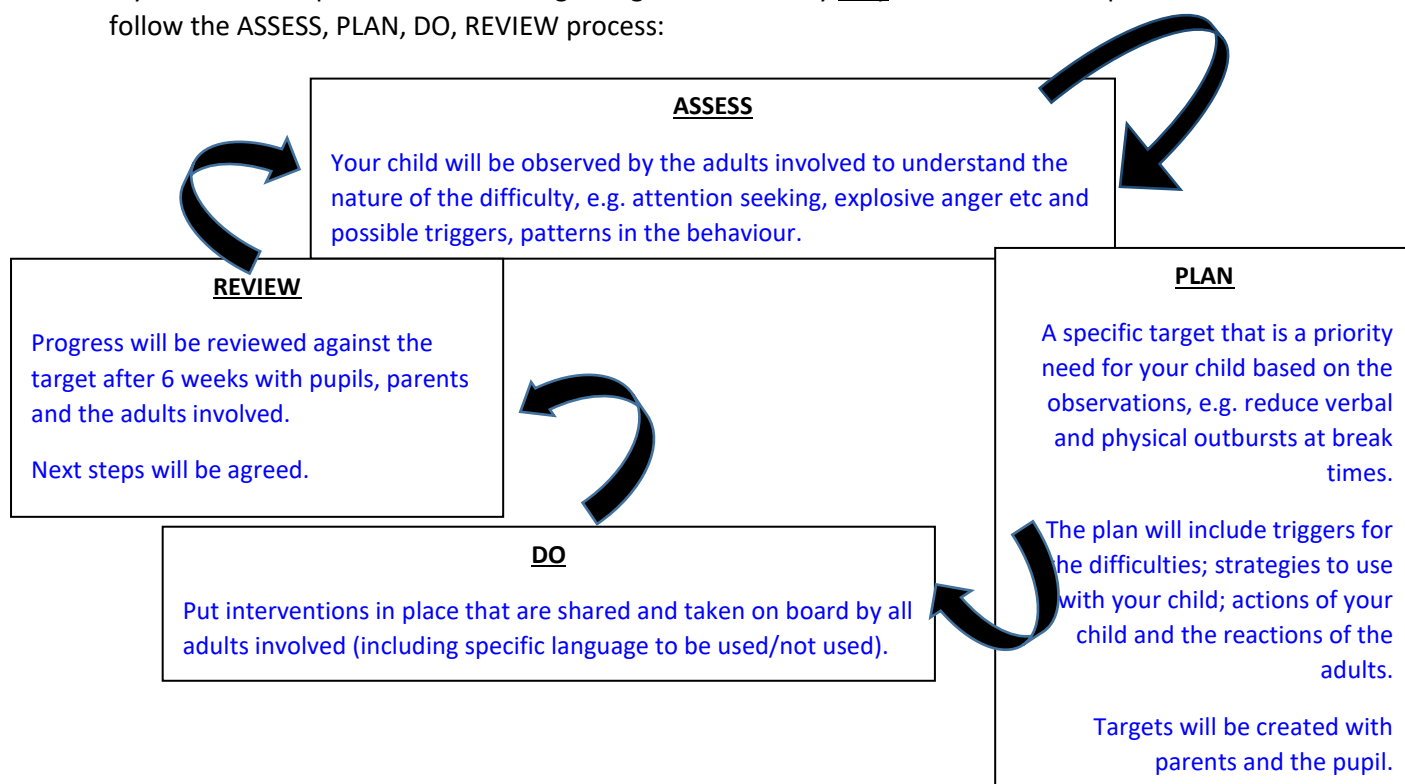 follow the ASSESS, PLAN, DO, REVIEW process:
ASSESS
Your child will be observed by the adults involved to understand the
nature of the difficulty, e.g. attention seeking, explosive anger etc and
possible triggers, patterns in the behaviour.
PLAN
A specific target that is a priority
need for your child based on the
observations, e.g. reduce verbal
and physical outbursts at break
times.
The plan will include triggers for
he difficulties; strategies to use
with your child; actions of your
child and the reactions of the
adults.
Targets will be created with
parents and the pupil.
DO
Put interventions in place that are shared and taken on board by all
adults involved (including specific language to be used/not used).
REVIEW
Progress will be reviewed against the
target after 6 weeks with pupils, parents
and the adults involved.
Next steps will be agreed.